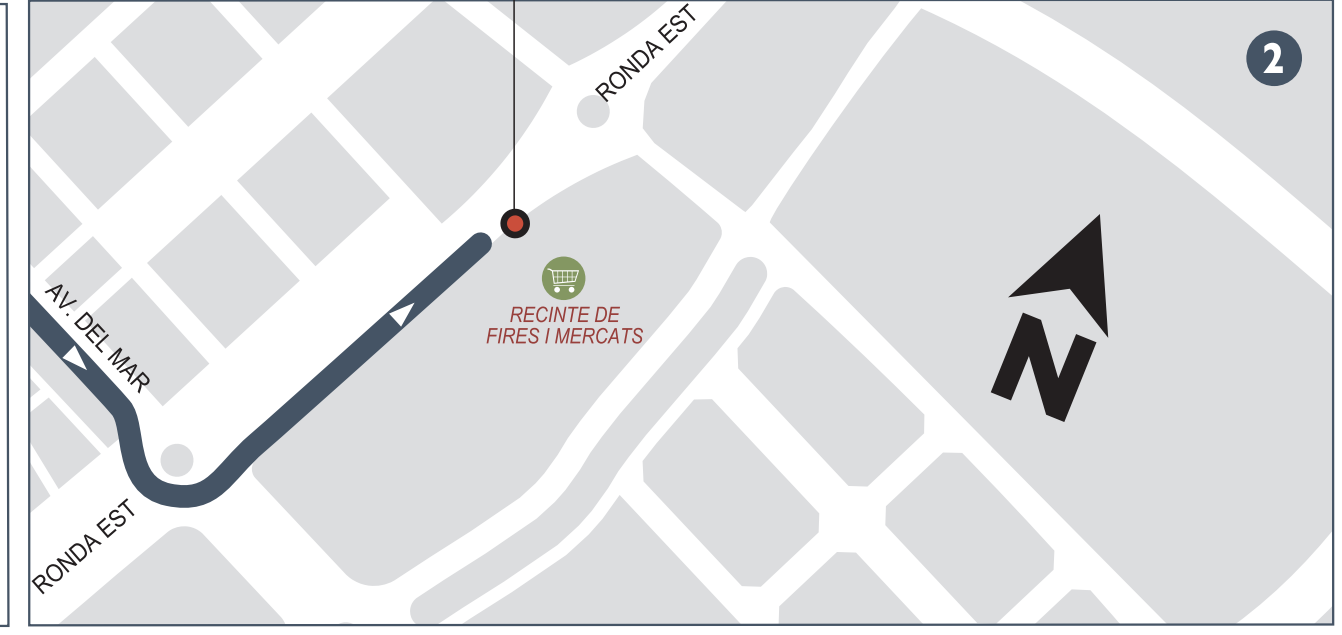 RONDA EST
2
RECINTE DE
FIRES I MERCATS
AV. DEL MAR
N
RONDA EST